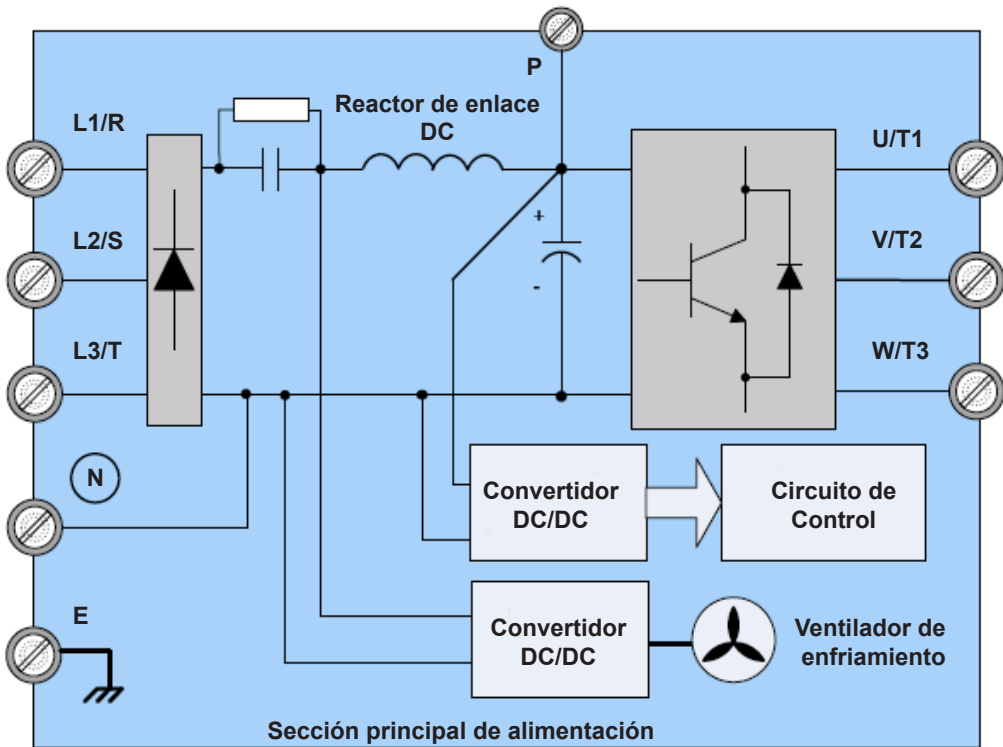 P
Reactor de enlace
DC
L1/R
U/T1
L2/S
V/T2
+
-
L3/T
W/T3
N
Convertidor
DC/DC
Circuito de
Control
E
Convertidor
DC/DC
Ventilador de
enfriamiento
Sección principal de alimentación